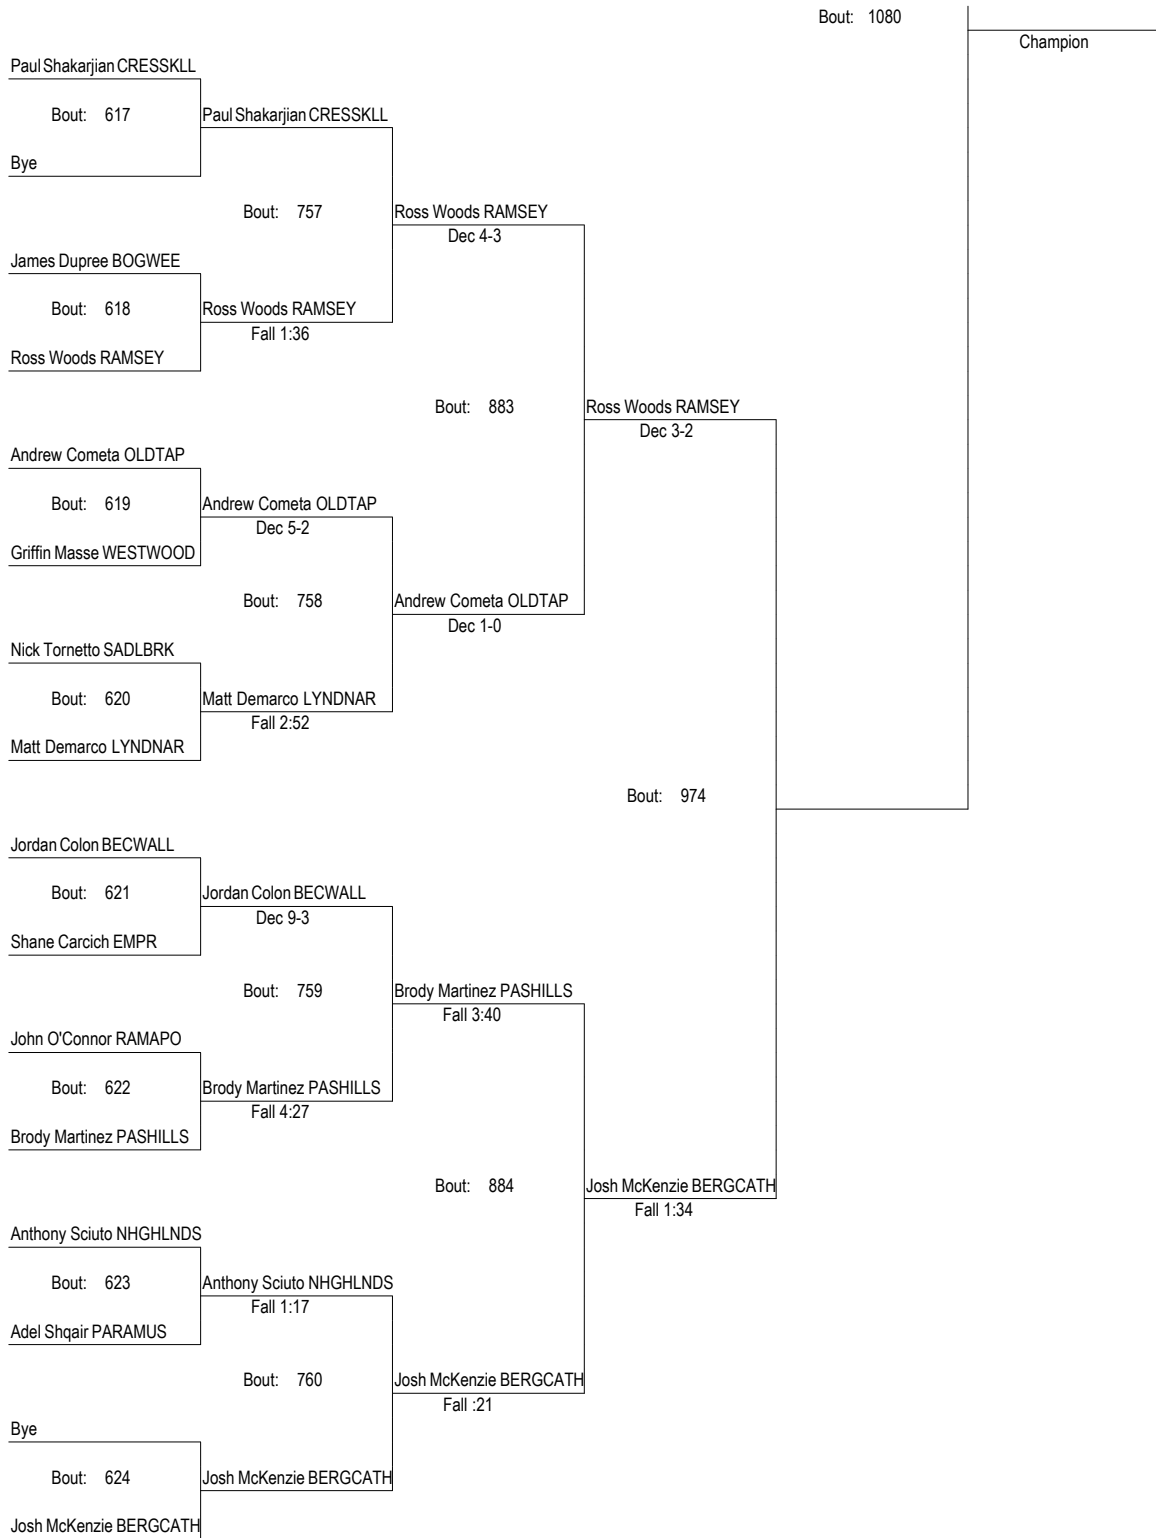 Bout: 1080
Champion
Paul Shakarjian CRESSKLL
Bout: 617
Paul Shakarjian CRESSKLL
Bye
Bout: 757
Ross Woods RAMSEY
Dec 4-3
James Dupree BOGWEE
Bout: 618
Ross Woods RAMSEY
Fall 1:36
Ross Woods RAMSEY
Bout: 883
Ross Woods RAMSEY
Dec 3-2
Andrew Cometa OLDTAP
Bout: 619
Andrew Cometa OLDTAP
Dec 5-2
Griffin Masse WESTWOOD
Bout: 758
Andrew Cometa OLDTAP
Dec 1-0
Nick Tornetto SADLBRK
Bout: 620
Matt Demarco LYNDNAR
Fall 2:52
Matt Demarco LYNDNAR
Bout: 974
Jordan Colon BECWALL
Bout: 621
Jordan Colon BECWALL
Dec 9-3
Shane Carcich EMPR
Bout: 759
Brody Martinez PASHILLS
Fall 3:40
John O'Connor RAMAPO
Bout: 622
Brody Martinez PASHILLS
Fall 4:27
Brody Martinez PASHILLS
Bout: 884
Josh McKenzie BERGCATH
Fall 1:34
Anthony Sciuto NHGHLNDS
Bout: 623
Anthony Sciuto NHGHLNDS
Fall 1:17
Adel Shqair PARAMUS
Bout: 760
Josh McKenzie BERGCATH
Fall :21
Bye
Bout: 624
Josh McKenzie BERGCATH
Josh McKenzie BERGCATH